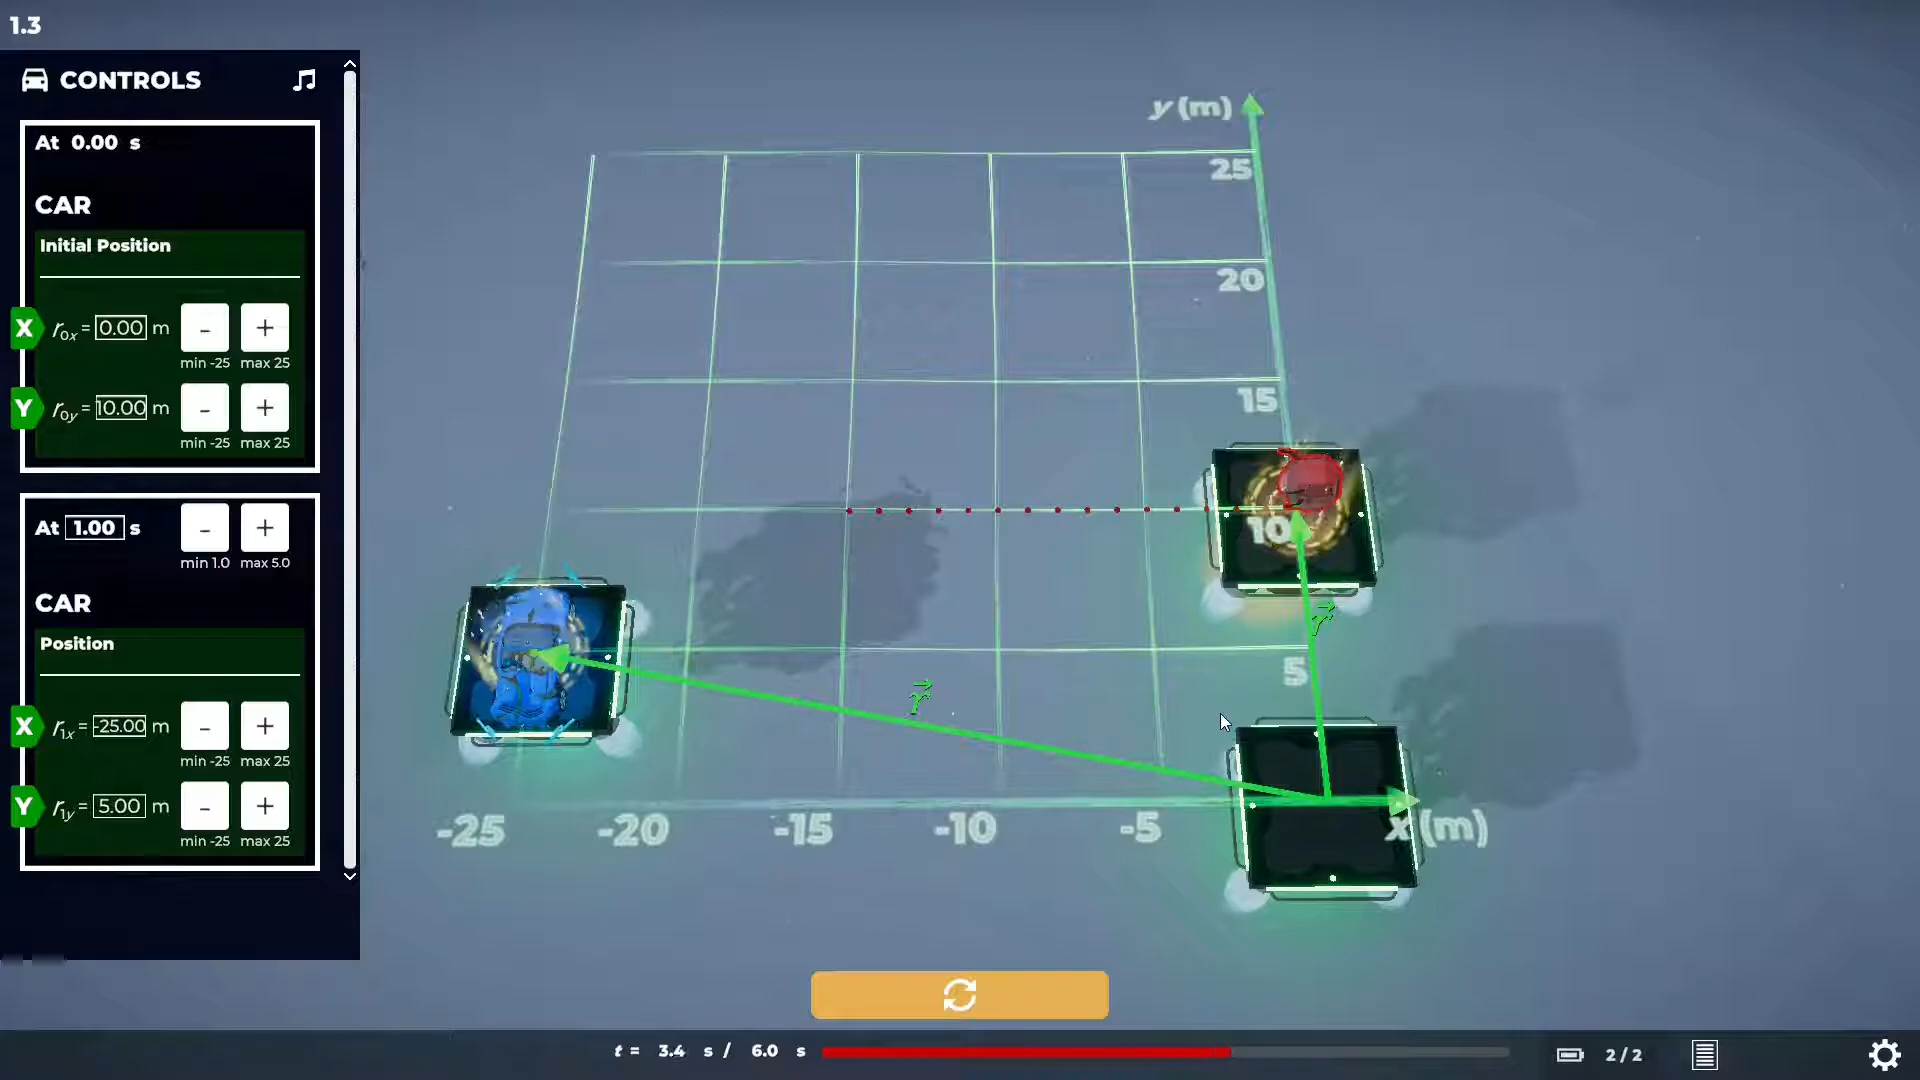 1.3
CONTROLS
At 0.00 s
CAR
Initial Position
X r0x = 0.00 m - +
min -25 max 25
Y r0y = 10.00 m - +
min -25 max 25
At 1.00 s - +
min 1.0 max 5.0
CAR
Position
X r1x = -25.00 m - +
min -25 max 25
Y r1y = 5.00 m - +
min -25 max 25
y (m)
25
20
15
10
5
r
r
-25 -20 -15 -10 -5 x (m)
t = 3.4 s / 6.0 s
2 / 2